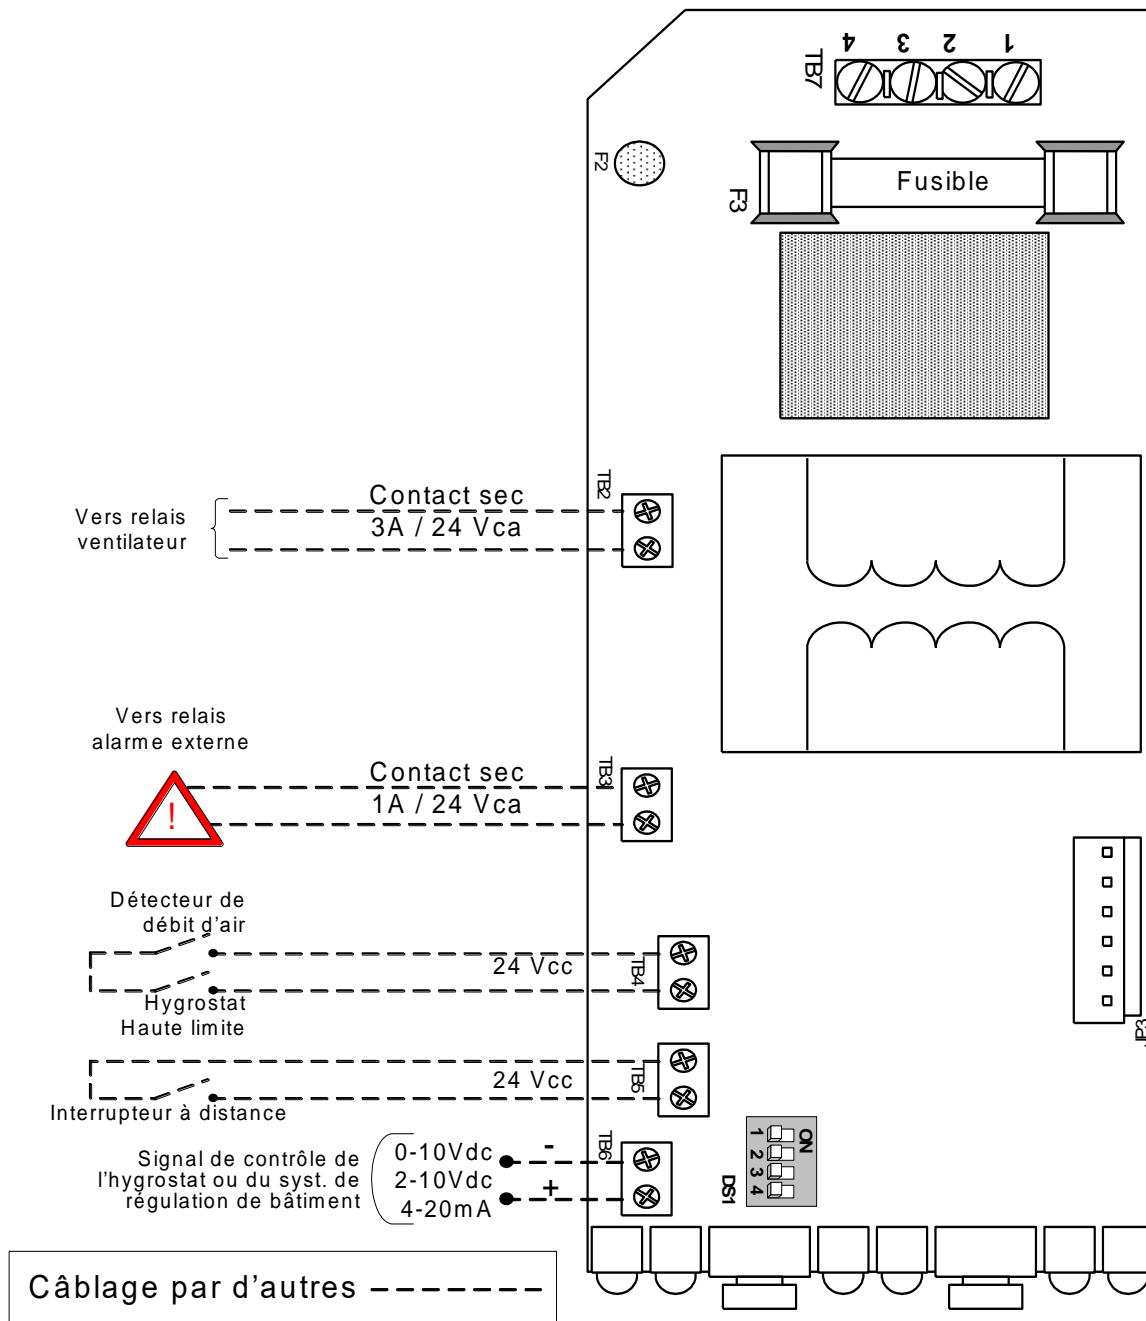 4 3 2 1
TB7
F2
F3
Fusible
TB2
Contact sec
3A / 24 Vca
Vers relais
ventilateur
Vers relais
alarme externe
!
TB3
Contact sec
1A / 24 Vca
Détecteur de
débit d'air
24 Vcc
TB4
Hygrostat
Haute limite
JP3
24 Vcc
TB5
Interrupteur à distance
TB6
Signal de contrôle de
l'hygrostat ou du syst. de
régulation de bâtiment
0-10Vdc
2-10Vdc
4-20mA
-
+
DS1
1
2
3
4
ON
Câblage par d'autres